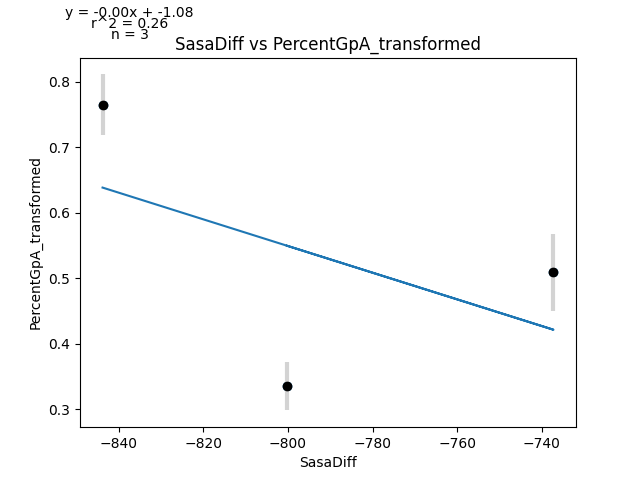 y = -0.00x + -1.08
r^2 = 0.26
n = 3
SasaDiff vs PercentGpA_transformed
PercentGpA_transformed
0.8
0.7
0.6
0.5
0.4
0.3
−840
−820
−800
−780
−760
−740
SasaDiff